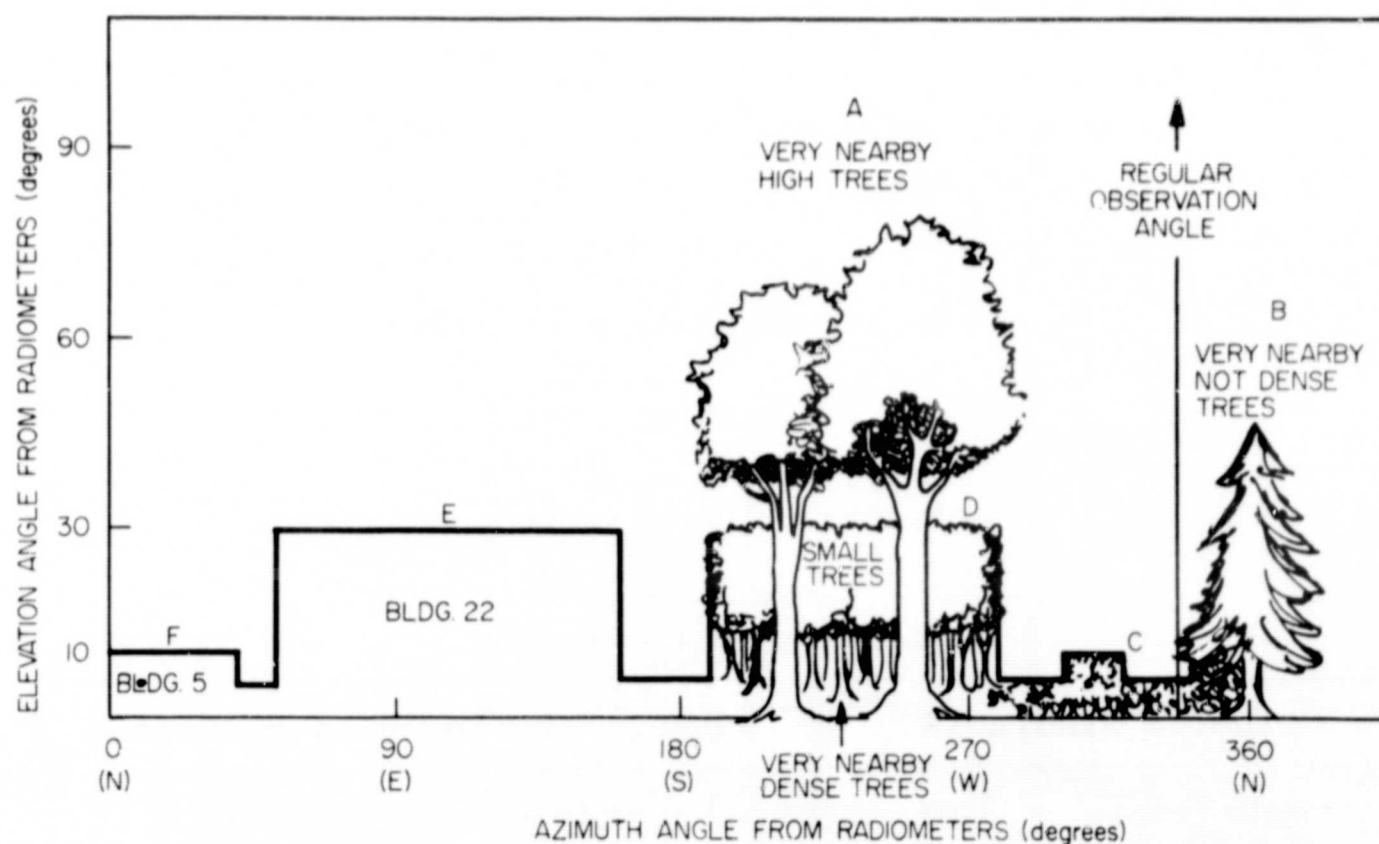 ELEVATION ANGLE FROM RADIOMETERS (degrees)
90
60
30
10
A
VERY NEARBY
HIGH TREES
REGULAR
OBSERVATION
ANGLE
B
VERY NEARBY
NOT DENSE
TREES
E
BLDG. 22
F
BLDG. 5
D
SMALL
TREES
C
0
(N)
90
(E)
180
(S)
VERY NEARBY
DENSE TREES
270
(W)
360
(N)
AZIMUTH ANGLE FROM RADIOMETERS (degrees)